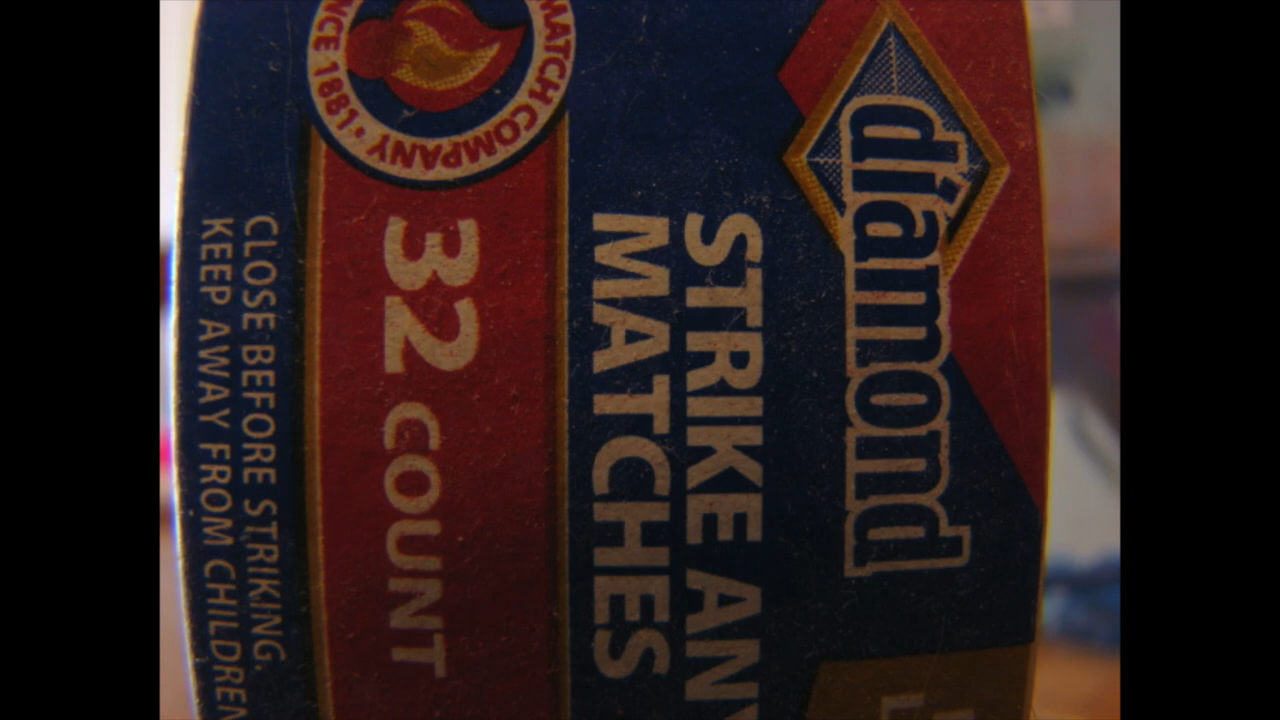 diamond
STRIKE ANY
MATCHES
MATCH COMPANY
NCE 1881•
32 COUNT
CLOSE BEFORE STRIKING.
KEEP AWAY FROM CHILDREN